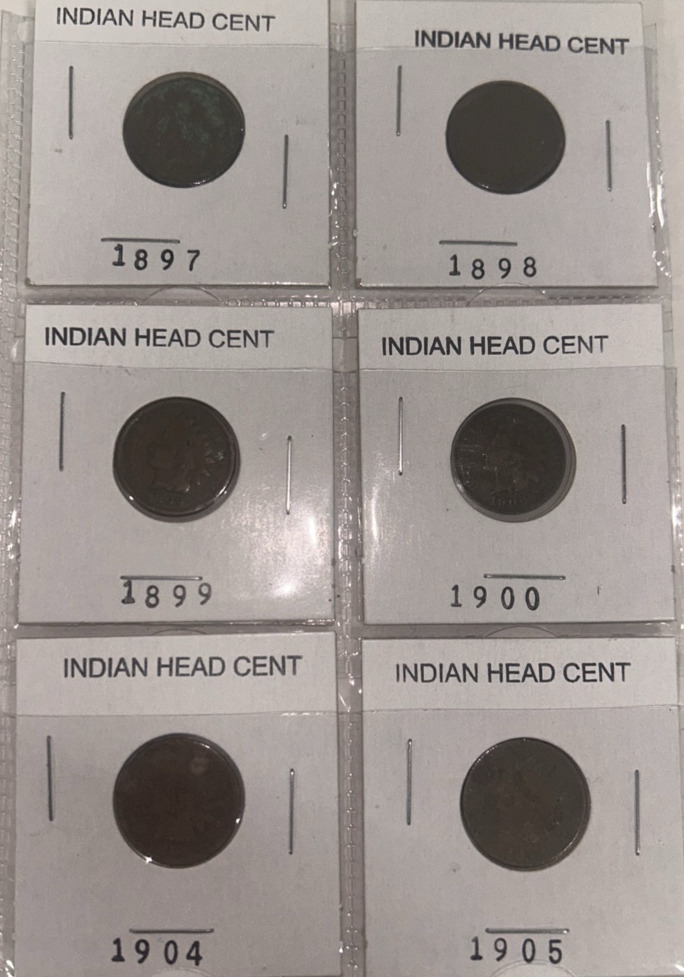 INDIAN HEAD CENT
1897
INDIAN HEAD CENT
1898
INDIAN HEAD CENT
1899
INDIAN HEAD CENT
1900
INDIAN HEAD CENT
1904
INDIAN HEAD CENT
1905